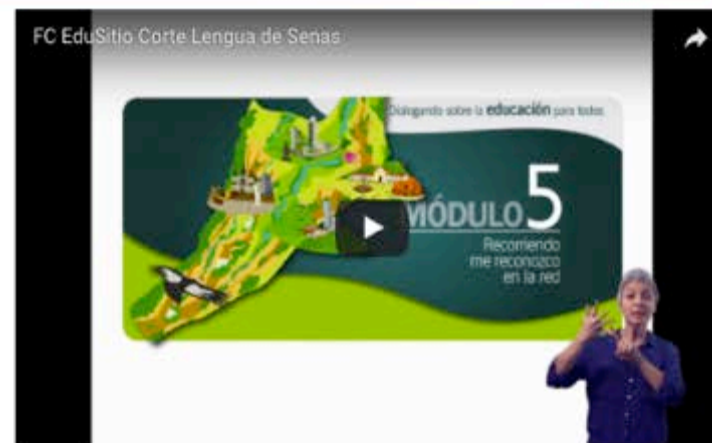 FC EduSitio Corte Lengua de Senas
Dialogando sobre la educación para todos
MÓDULO 5
Recorriendo
me reconozco
en la red